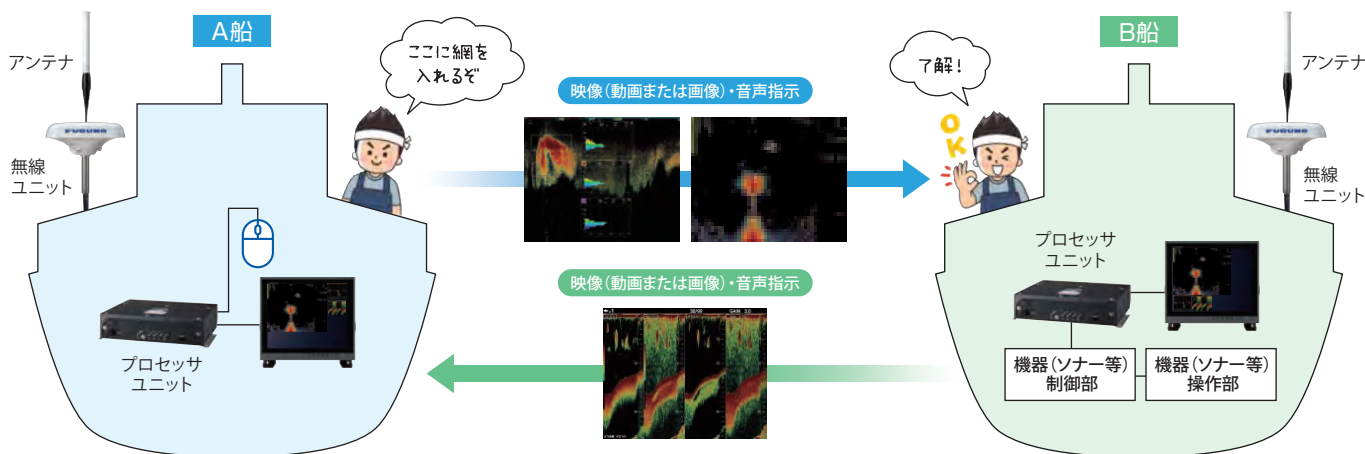 A船
アンテナ
FURUNO
無線
ユニット
ここに網を
入れるぞ
プロセッサ
ユニット
映像(動画または画像)・音声指示
映像(動画または画像)・音声指示
了解!
OK
B船
アンテナ
FURUNO
無線
ユニット
プロセッサ
ユニット
機器(ソナー等)
制御部
機器(ソナー等)
操作部